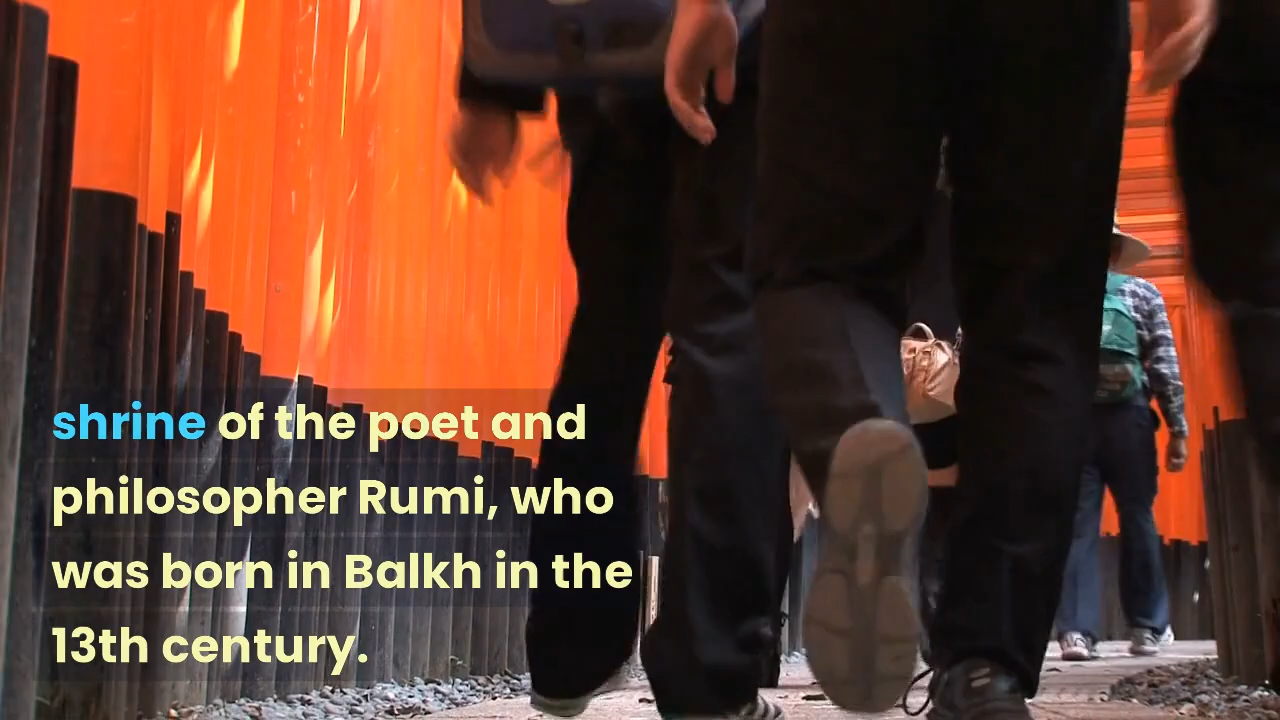 shrine of the poet and
philosopher Rumi, who
was born in Balkh in the
13th century.